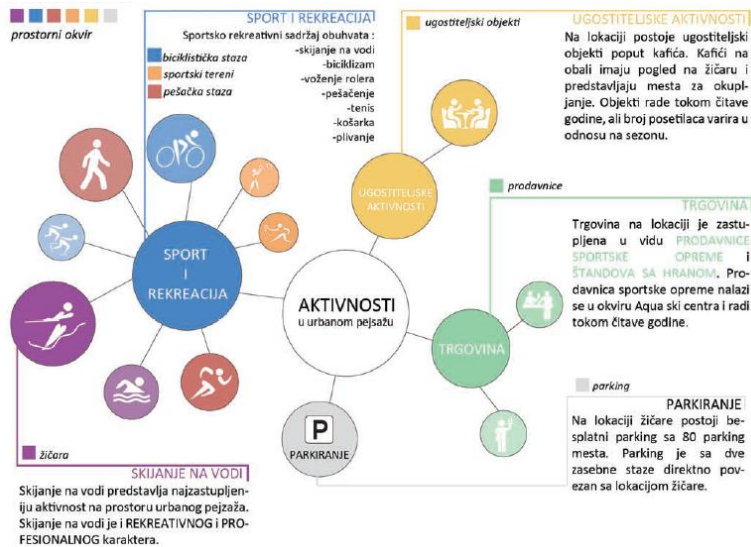 prostorni okvir
SPORT I REKREACIJA
Sportsko rekreativni sadržaj obuhvata :
-skijanje na vodi
-biciklizam
-voženje rolera
-pešačenje
-tenis
-košarka
-plivanje
biciklistička staza
sportski tereni
pešačka staza
ugostiteljski objekti
UGOSTITELJSKE AKTIVNOSTI
Na lokaciji postoje ugostiteljski
objekti poput kafića. Kafići na
obali imaju pogled na žičaru i
predstavljaju mesta za okuplj-
janje. Objekti rade tokom čitave
godine, ali broj posetilaca varira u
odnosu na sezonu.
UGOSTITELJSKE
AKTIVNOSTI
prodavnice
TRGOVINA
Trgovina na lokaciji je zastu-
pljena u vidu PRODAVNICE
SPORTSKE OPREME i
ŠTANDOVA SA HRANOM. Pro-
davnica sportske opreme nalazi
se u okviru Aqua ski centra i radi
tokom čitave godine.
SPORT
I
REKREACIJA
AKTIVNOSTI
u urbanom pejsažu
TRGOVINA
parking
PARKIRANJE
Na lokaciji žičare postoji be-
splatni parking sa 80 parking
mesta. Parking je sa dve
zasebne staze direktno pove-
zan sa lokacijom žičare.
P
PARKIRANJE
žičara
SKIJANJE NA VODI
Skijanje na vodi predstavlja najzastupljen-
iju aktivnost na prostoru urbanog pejzaža.
Skijanje na vodi je i REKREATIVNOG i PRO-
FESIONALNOG karaktera.